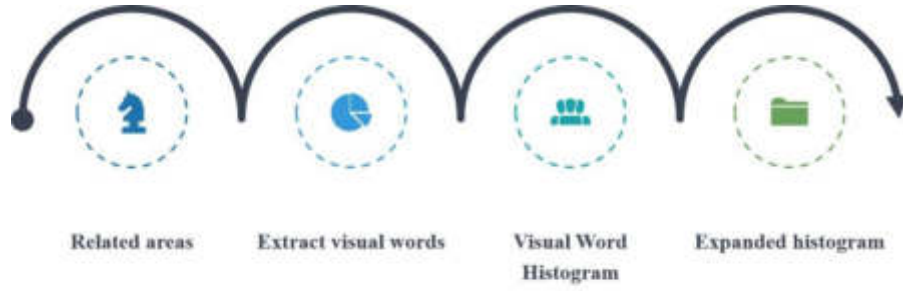 Related areas
Extract visual words
Visual Word
Histogram
Expanded histogram